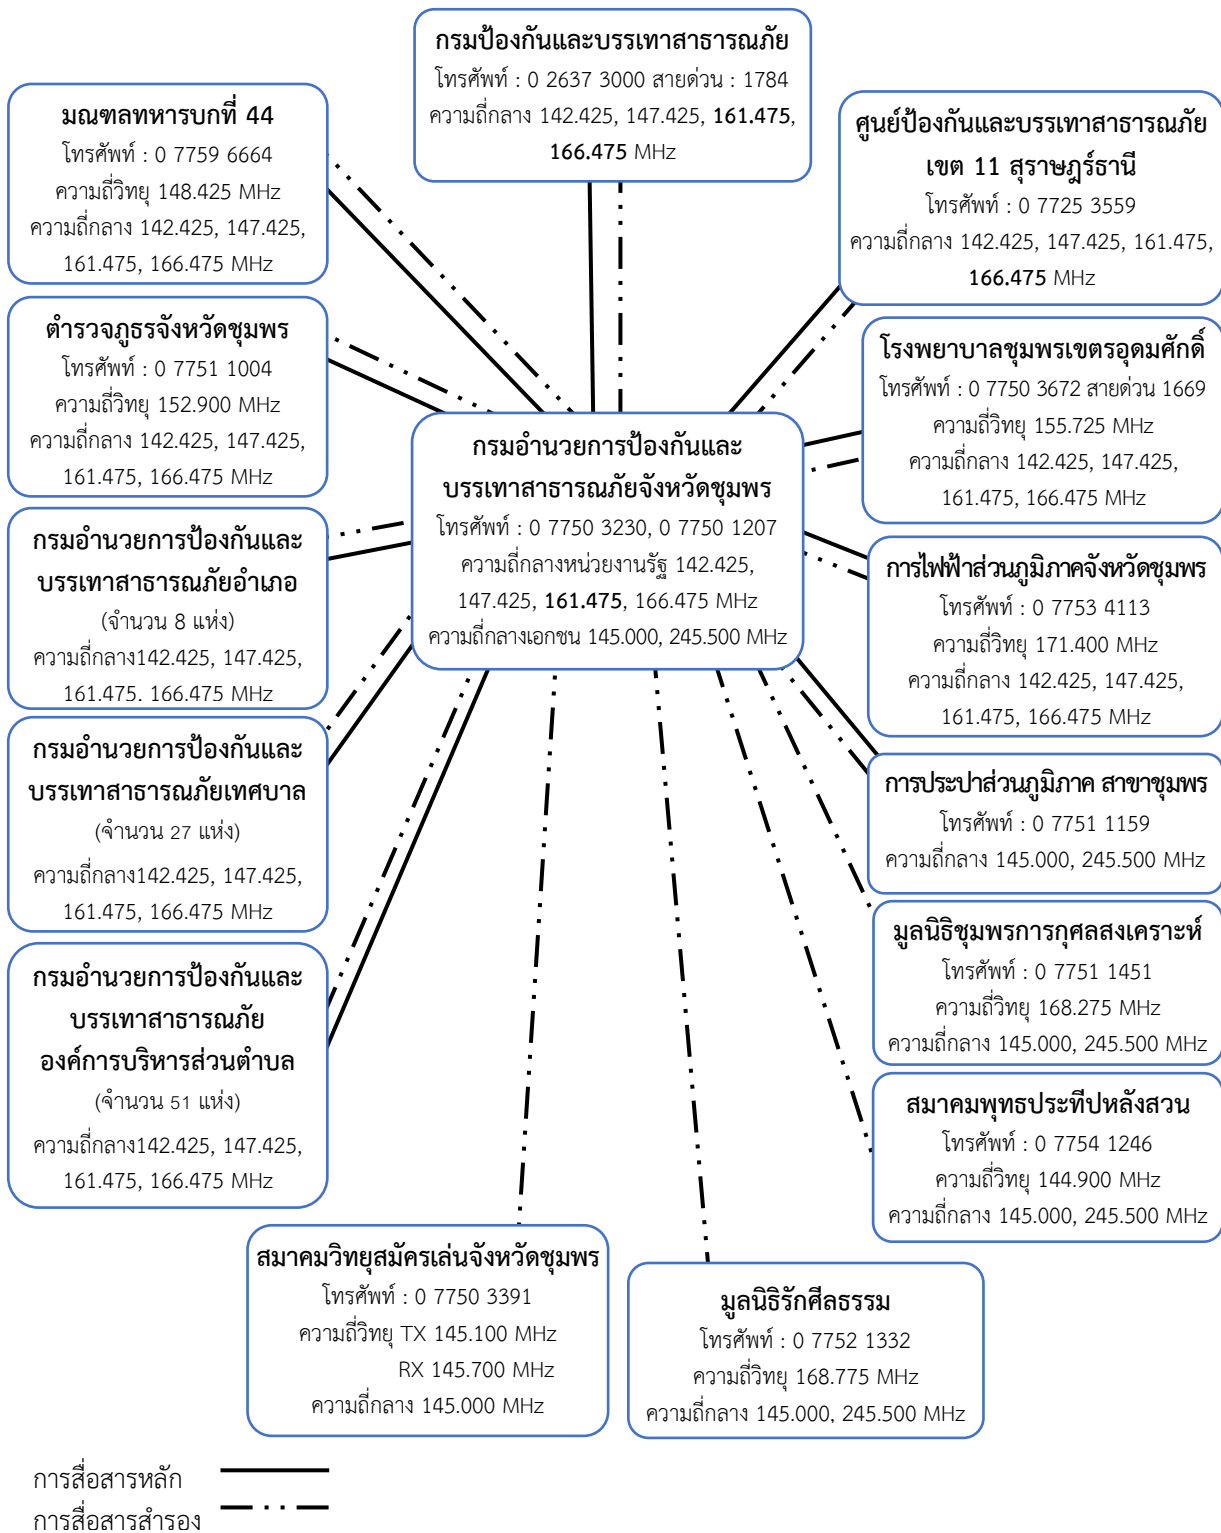 กรมป้องกันและบรรเทาสาธารณภัย
โทรศัพท์ : 0 2637 3000 สายด่วน : 1784
ความถี่กลาง 142.425, 147.425, 161.475,
166.475 MHz
มณฑลทหารบกที่ 44
โทรศัพท์ : 0 7759 6664
ความถี่วิทยุ 148.425 MHz
ความถี่กลาง 142.425, 147.425,
161.475, 166.475 MHz
ศูนย์ป้องกันและบรรเทาสาธารณภัย
เขต 11 สุราษฎร์ธานี
โทรศัพท์ : 0 7725 3559
ความถี่กลาง 142.425, 147.425, 161.475,
166.475 MHz
ตำรวจภูธรจังหวัดชุมพร
โทรศัพท์ : 0 7751 1004
ความถี่วิทยุ 152.900 MHz
ความถี่กลาง 142.425, 147.425,
161.475, 166.475 MHz
โรงพยาบาลชุมพรเขตรอุดมศักดิ์
โทรศัพท์ : 0 7750 3672 สายด่วน 1669
ความถี่วิทยุ 155.725 MHz
ความถี่กลาง 142.425, 147.425,
161.475, 166.475 MHz
กรมอำนวยการป้องกันและ
บรรเทาสาธารณภัยจังหวัดชุมพร
โทรศัพท์ : 0 7750 3230, 0 7750 1207
ความถี่กลางหน่วยงานรัฐ 142.425,
147.425, 161.475, 166.475 MHz
ความถี่กลางเอกชน 145.000, 245.500 MHz
กรมอำนวยการป้องกันและ
บรรเทาสาธารณภัยอำเภอ
(จำนวน 8 แห่ง)
ความถี่กลาง142.425, 147.425,
161.475. 166.475 MHz
การไฟฟ้าส่วนภูมิภาคจังหวัดชุมพร
โทรศัพท์ : 0 7753 4113
ความถี่วิทยุ 171.400 MHz
ความถี่กลาง 142.425, 147.425,
161.475, 166.475 MHz
กรมอำนวยการป้องกันและ
บรรเทาสาธารณภัยเทศบาล
(จำนวน 27 แห่ง)
ความถี่กลาง142.425, 147.425,
161.475, 166.475 MHz
การประปาส่วนภูมิภาค สาขาชุมพร
โทรศัพท์ : 0 7751 1159
ความถี่กลาง 145.000, 245.500 MHz
มูลนิธิชุมพรการกุศลสงเคราะห์
โทรศัพท์ : 0 7751 1451
ความถี่วิทยุ 168.275 MHz
ความถี่กลาง 145.000, 245.500 MHz
กรมอำนวยการป้องกันและ
บรรเทาสาธารณภัย
องค์การบริหารส่วนตำบล
(จำนวน 51 แห่ง)
ความถี่กลาง142.425, 147.425,
161.475, 166.475 MHz
สมาคมพุทธประทีปหลังสวน
โทรศัพท์ : 0 7754 1246
ความถี่วิทยุ 144.900 MHz
ความถี่กลาง 145.000, 245.500 MHz
สมาคมวิทยุสมัครเล่นจังหวัดชุมพร
โทรศัพท์ : 0 7750 3391
ความถี่วิทยุ TX 145.100 MHz
RX 145.700 MHz
ความถี่กลาง 145.000 MHz
มูลนิธิรักศีลธรรม
โทรศัพท์ : 0 7752 1332
ความถี่วิทยุ 168.775 MHz
ความถี่กลาง 145.000, 245.500 MHz
การสื่อสารหลัก
การสื่อสารสำรอง